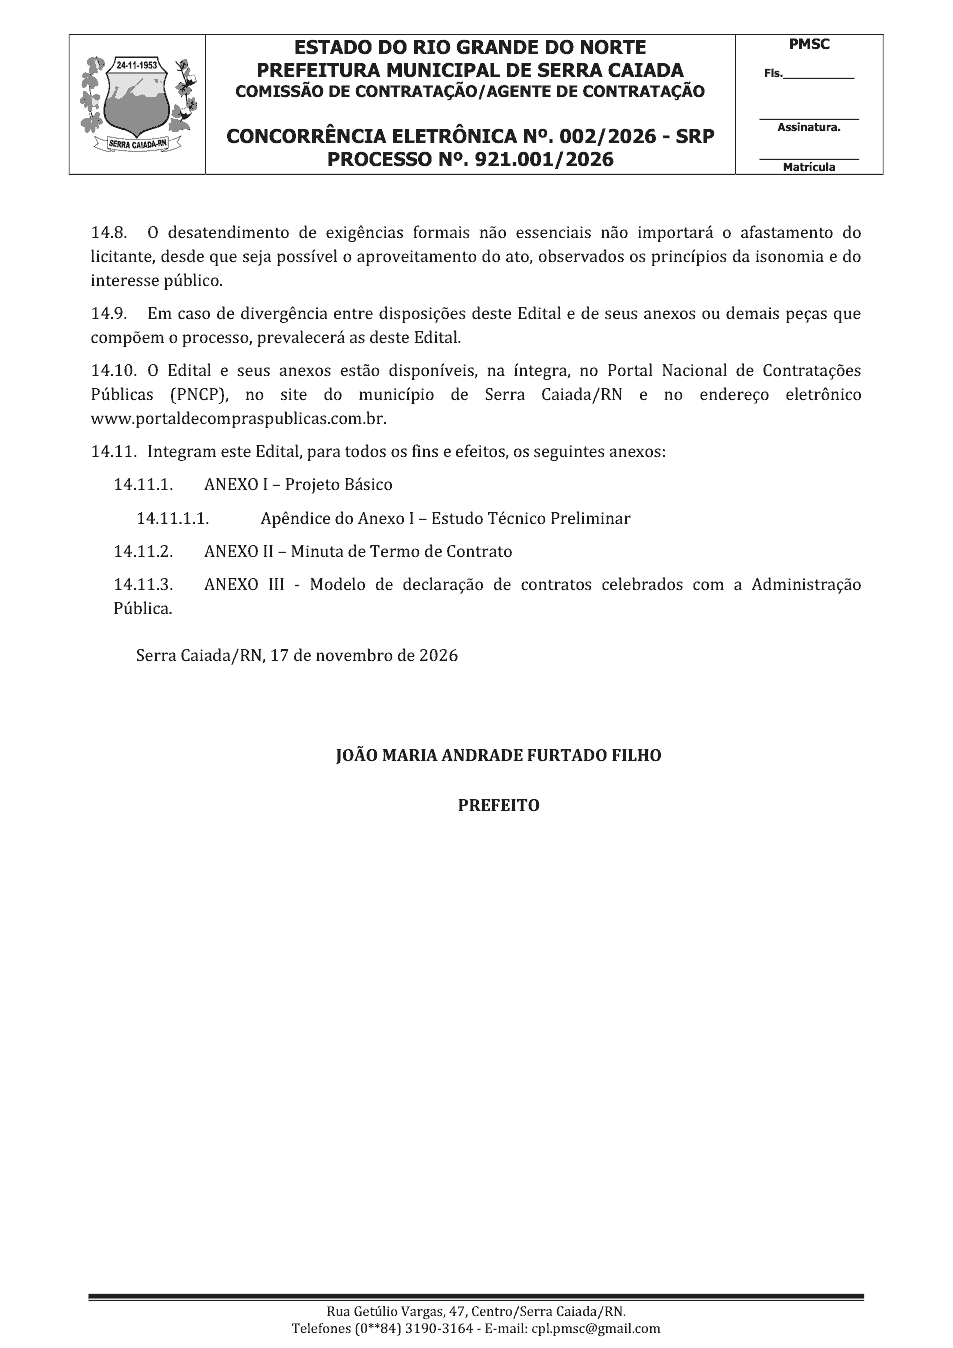 24-11-1953
SERRA CAIADA-RN
ESTADO DO RIO GRANDE DO NORTE
PREFEITURA MUNICIPAL DE SERRA CAIADA
COMISSÃO DE CONTRATAÇÃO/AGENTE DE CONTRATAÇÃO
CONCORRÊNCIA ELETRÔNICA Nº. 002/2026 - SRP
PROCESSO Nº. 921.001/2026
PMSC
Fls.___________
Assinatura.
Matrícula
14.8. O desatendimento de exigências formais não essenciais não importará o afastamento do
licitante, desde que seja possível o aproveitamento do ato, observados os princípios da isonomia e do
interesse público.
14.9. Em caso de divergência entre disposições deste Edital e de seus anexos ou demais peças que
compõem o processo, prevalecerá as deste Edital.
14.10. O Edital e seus anexos estão disponíveis, na íntegra, no Portal Nacional de Contratações
Públicas (PNCP), no site do município de Serra Caiada/RN e no endereço eletrônico
www.portaldecompraspublicas.com.br.
14.11. Integram este Edital, para todos os fins e efeitos, os seguintes anexos:
14.11.1. ANEXO I – Projeto Básico
14.11.1.1. Apêndice do Anexo I – Estudo Técnico Preliminar
14.11.2. ANEXO II – Minuta de Termo de Contrato
14.11.3. ANEXO III - Modelo de declaração de contratos celebrados com a Administração
Pública.
Serra Caiada/RN, 17 de novembro de 2026
JOÃO MARIA ANDRADE FURTADO FILHO
PREFEITO
Rua Getúlio Vargas, 47, Centro/Serra Caiada/RN.
Telefones (0**84) 3190-3164 - E-mail: cpl.pmsc@gmail.com